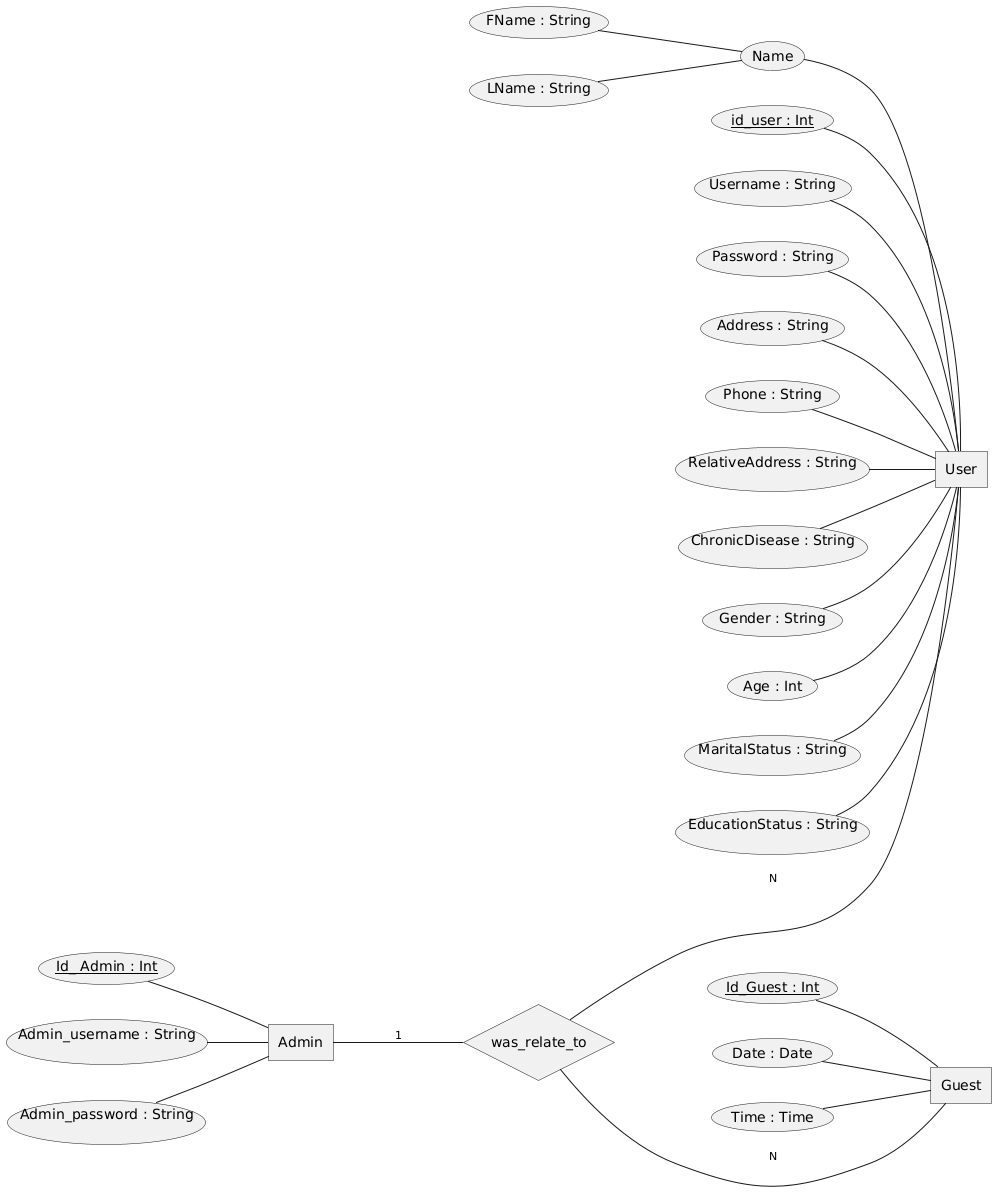 FName : String
LName : String
Name
id_user : Int
Username : String
Password : String
Address : String
Phone : String
RelativeAddress : String
User
ChronicDisease : String
Gender : String
Age : Int
MaritalStatus : String
EducationStatus : String
N
Id_ Admin : Int
Admin_username : String
Admin_password : String
Admin
1
was_relate_to
Id_Guest : Int
Date : Date
Time : Time
Guest
N